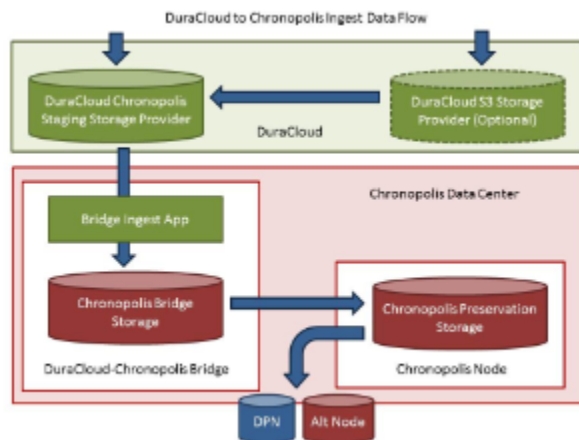 DuraCloud to Chronopolis Ingest Data Flow
DuraCloud Chronopolis
Staging Storage Provider
DuraCloud S3 Storage
Provider (Optional)
DuraCloud
Chronopolis Data Center
Bridge Ingest App
Chronopolis Bridge
Storage
Chronopolis Preservation
Storage
DuraCloud-Chronopolis Bridge
Chronopolis Node
DPN
Alt Node